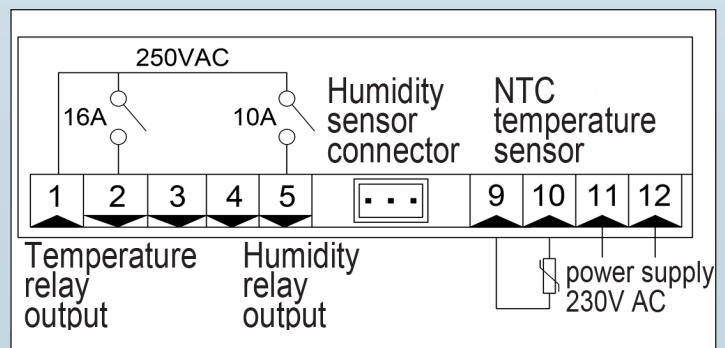 250VAC
16A
10A
Humidity
sensor
connector
NTC
temperature
sensor
1 2 3 4 5 9 10 11 12
Temperature
relay
output
Humidity
relay
output
power supply
230V AC